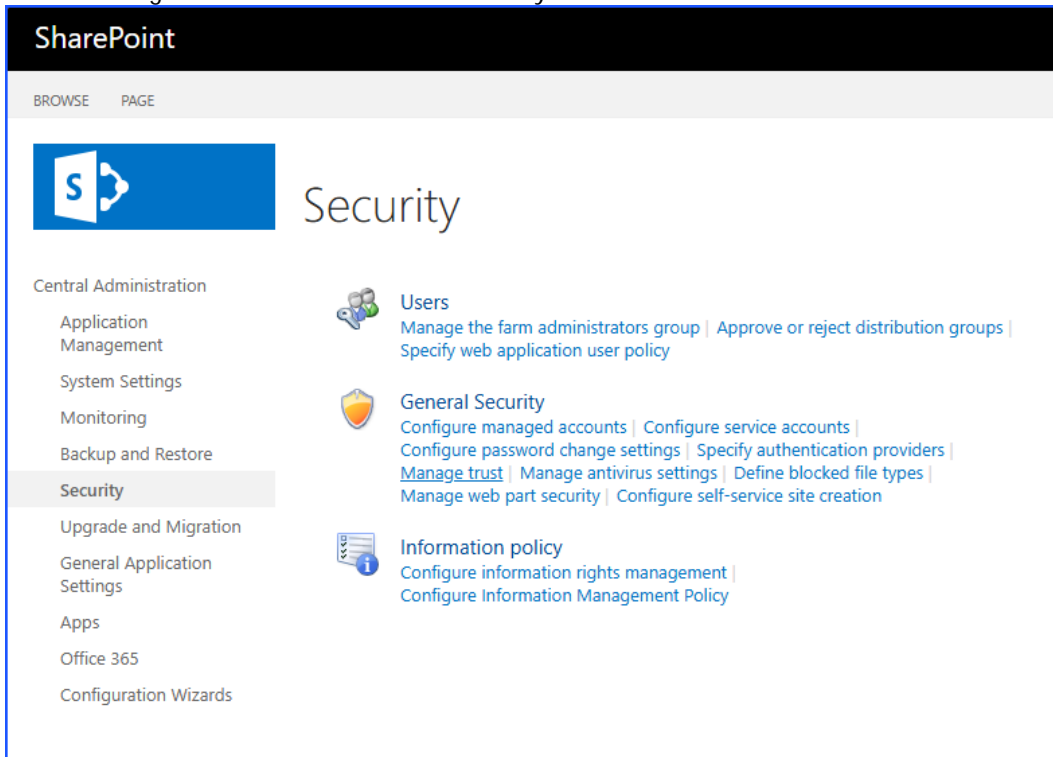 SharePoint
BROWSE PAGE
S
Security
Central Administration
Application
Management
System Settings
Monitoring
Backup and Restore
Security
Upgrade and Migration
General Application
Settings
Apps
Office 365
Configuration Wizards
Users
Manage the farm administrators group | Approve or reject distribution groups |
Specify web application user policy
General Security
Configure managed accounts | Configure service accounts |
Configure password change settings | Specify authentication providers |
Manage trust | Manage antivirus settings | Define blocked file types |
Manage web part security | Configure self-service site creation
Information policy
Configure information rights management |
Configure Information Management Policy